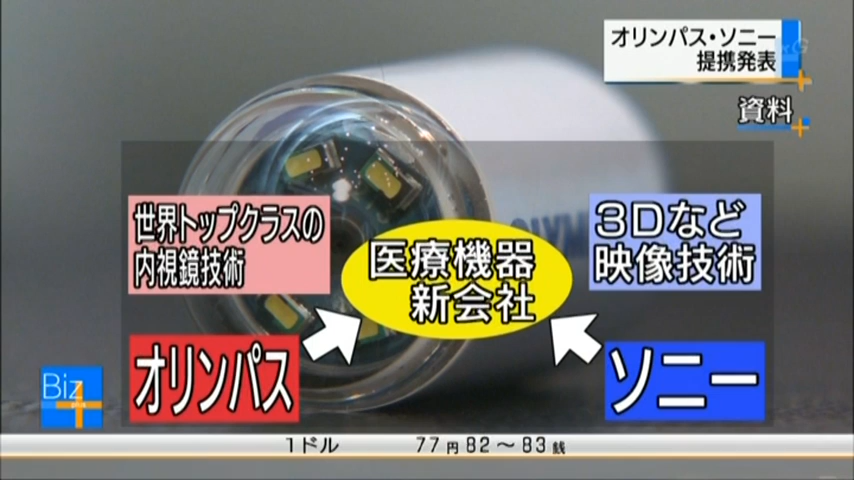 オリンパス・ソニー
提携発表
資料
世界トップクラスの
内視鏡技術
3Dなど
映像技術
医療機器
新会社
オリンパス
ソニー
Biz
plus
1ドル 77円82~83銭